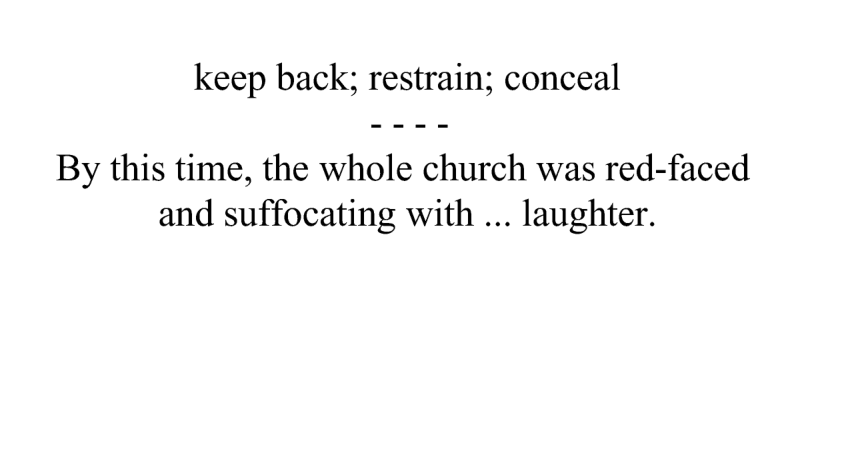 keep back; restrain; conceal
- - - -
By this time, the whole church was red-faced
and suffocating with ... laughter.